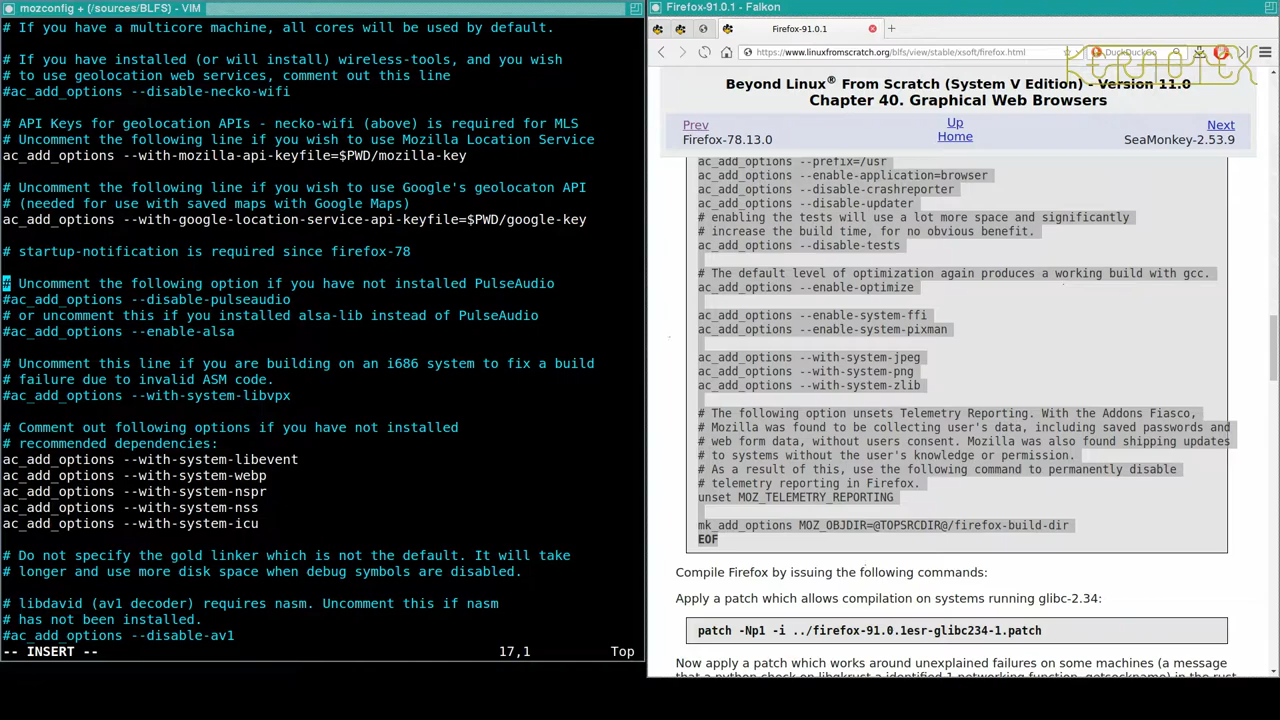 mozconfig + (/sources/BLFS) - VIM
# If you have a multicore machine, all cores will be used by default.
# If you have installed (or will install) wireless-tools, and you wish
# to use geolocation web services, comment out this line
#ac_add_options --disable-necko-wifi
# API Keys for geolocation APIs - necko-wifi (above) is required for MLS
# Uncomment the following line if you wish to use Mozilla Location Service
ac_add_options --with-mozilla-api-keyfile=$PWD/mozilla-key
# Uncomment the following line if you wish to use Google's geolocaton API
# (needed for use with saved maps with Google Maps)
ac_add_options --with-google-location-service-api-keyfile=$PWD/google-key
# startup-notification is required since firefox-78
# Uncomment the following option if you have not installed PulseAudio
#ac_add_options --disable-pulseaudio
# or uncomment this if you installed alsa-lib instead of PulseAudio
#ac_add_options --enable-alsa
# Uncomment this line if you are building on an i686 system to fix a build
# failure due to invalid ASM code.
#ac_add_options --with-system-libvpx
# Comment out following options if you have not installed
# recommended dependencies:
ac_add_options --with-system-libevent
ac_add_options --with-system-webp
ac_add_options --with-system-nspr
ac_add_options --with-system-nss
ac_add_options --with-system-icu
# Do not specify the gold linker which is not the default. It will take
# longer and use more disk space when debug symbols are disabled.
# libdavid (av1 decoder) requires nasm. Uncomment this if nasm
# has not been installed.
#ac_add_options --disable-av1
-- INSERT -- 17,1 Top
Firefox-91.0.1 - Falkon
Firefox-91.0.1
https://www.linuxfromscratch.org/blfs/view/stable/xsoft/firefox.html
DuckDuckGo
Beyond Linux® From Scratch (System V Edition) - Version 11.0
Chapter 40. Graphical Web Browsers
Prev Up Next
Firefox-78.13.0 Home SeaMonkey-2.53.9
ac_add_options --prefix=/usr
ac_add_options --enable-application=browser
ac_add_options --disable-crashreporter
ac_add_options --disable-updater
# enabling the tests will use a lot more space and significantly
# increase the build time, for no obvious benefit.
ac_add_options --disable-tests
# The default level of optimization again produces a working build with gcc.
ac_add_options --enable-optimize
ac_add_options --enable-system-ffi
ac_add_options --enable-system-pixman
ac_add_options --with-system-jpeg
ac_add_options --with-system-png
ac_add_options --with-system-zlib
# The following option unsets Telemetry Reporting. With the Addons Fiasco,
# Mozilla was found to be collecting user's data, including saved passwords and
# web form data, without users consent. Mozilla was also found shipping updates
# to systems without the user's knowledge or permission.
# As a result of this, use the following command to permanently disable
# telemetry reporting in Firefox.
unset MOZ_TELEMETRY_REPORTING
mk_add_options MOZ_OBJDIR=@TOPSRCDIR@/firefox-build-dir
EOF
Compile Firefox by issuing the following commands:
Apply a patch which allows compilation on systems running glibc-2.34:
patch -Np1 -i ../firefox-91.0.1esr-glibc234-1.patch
Now apply a patch which works around unexplained failures on some machines (a message